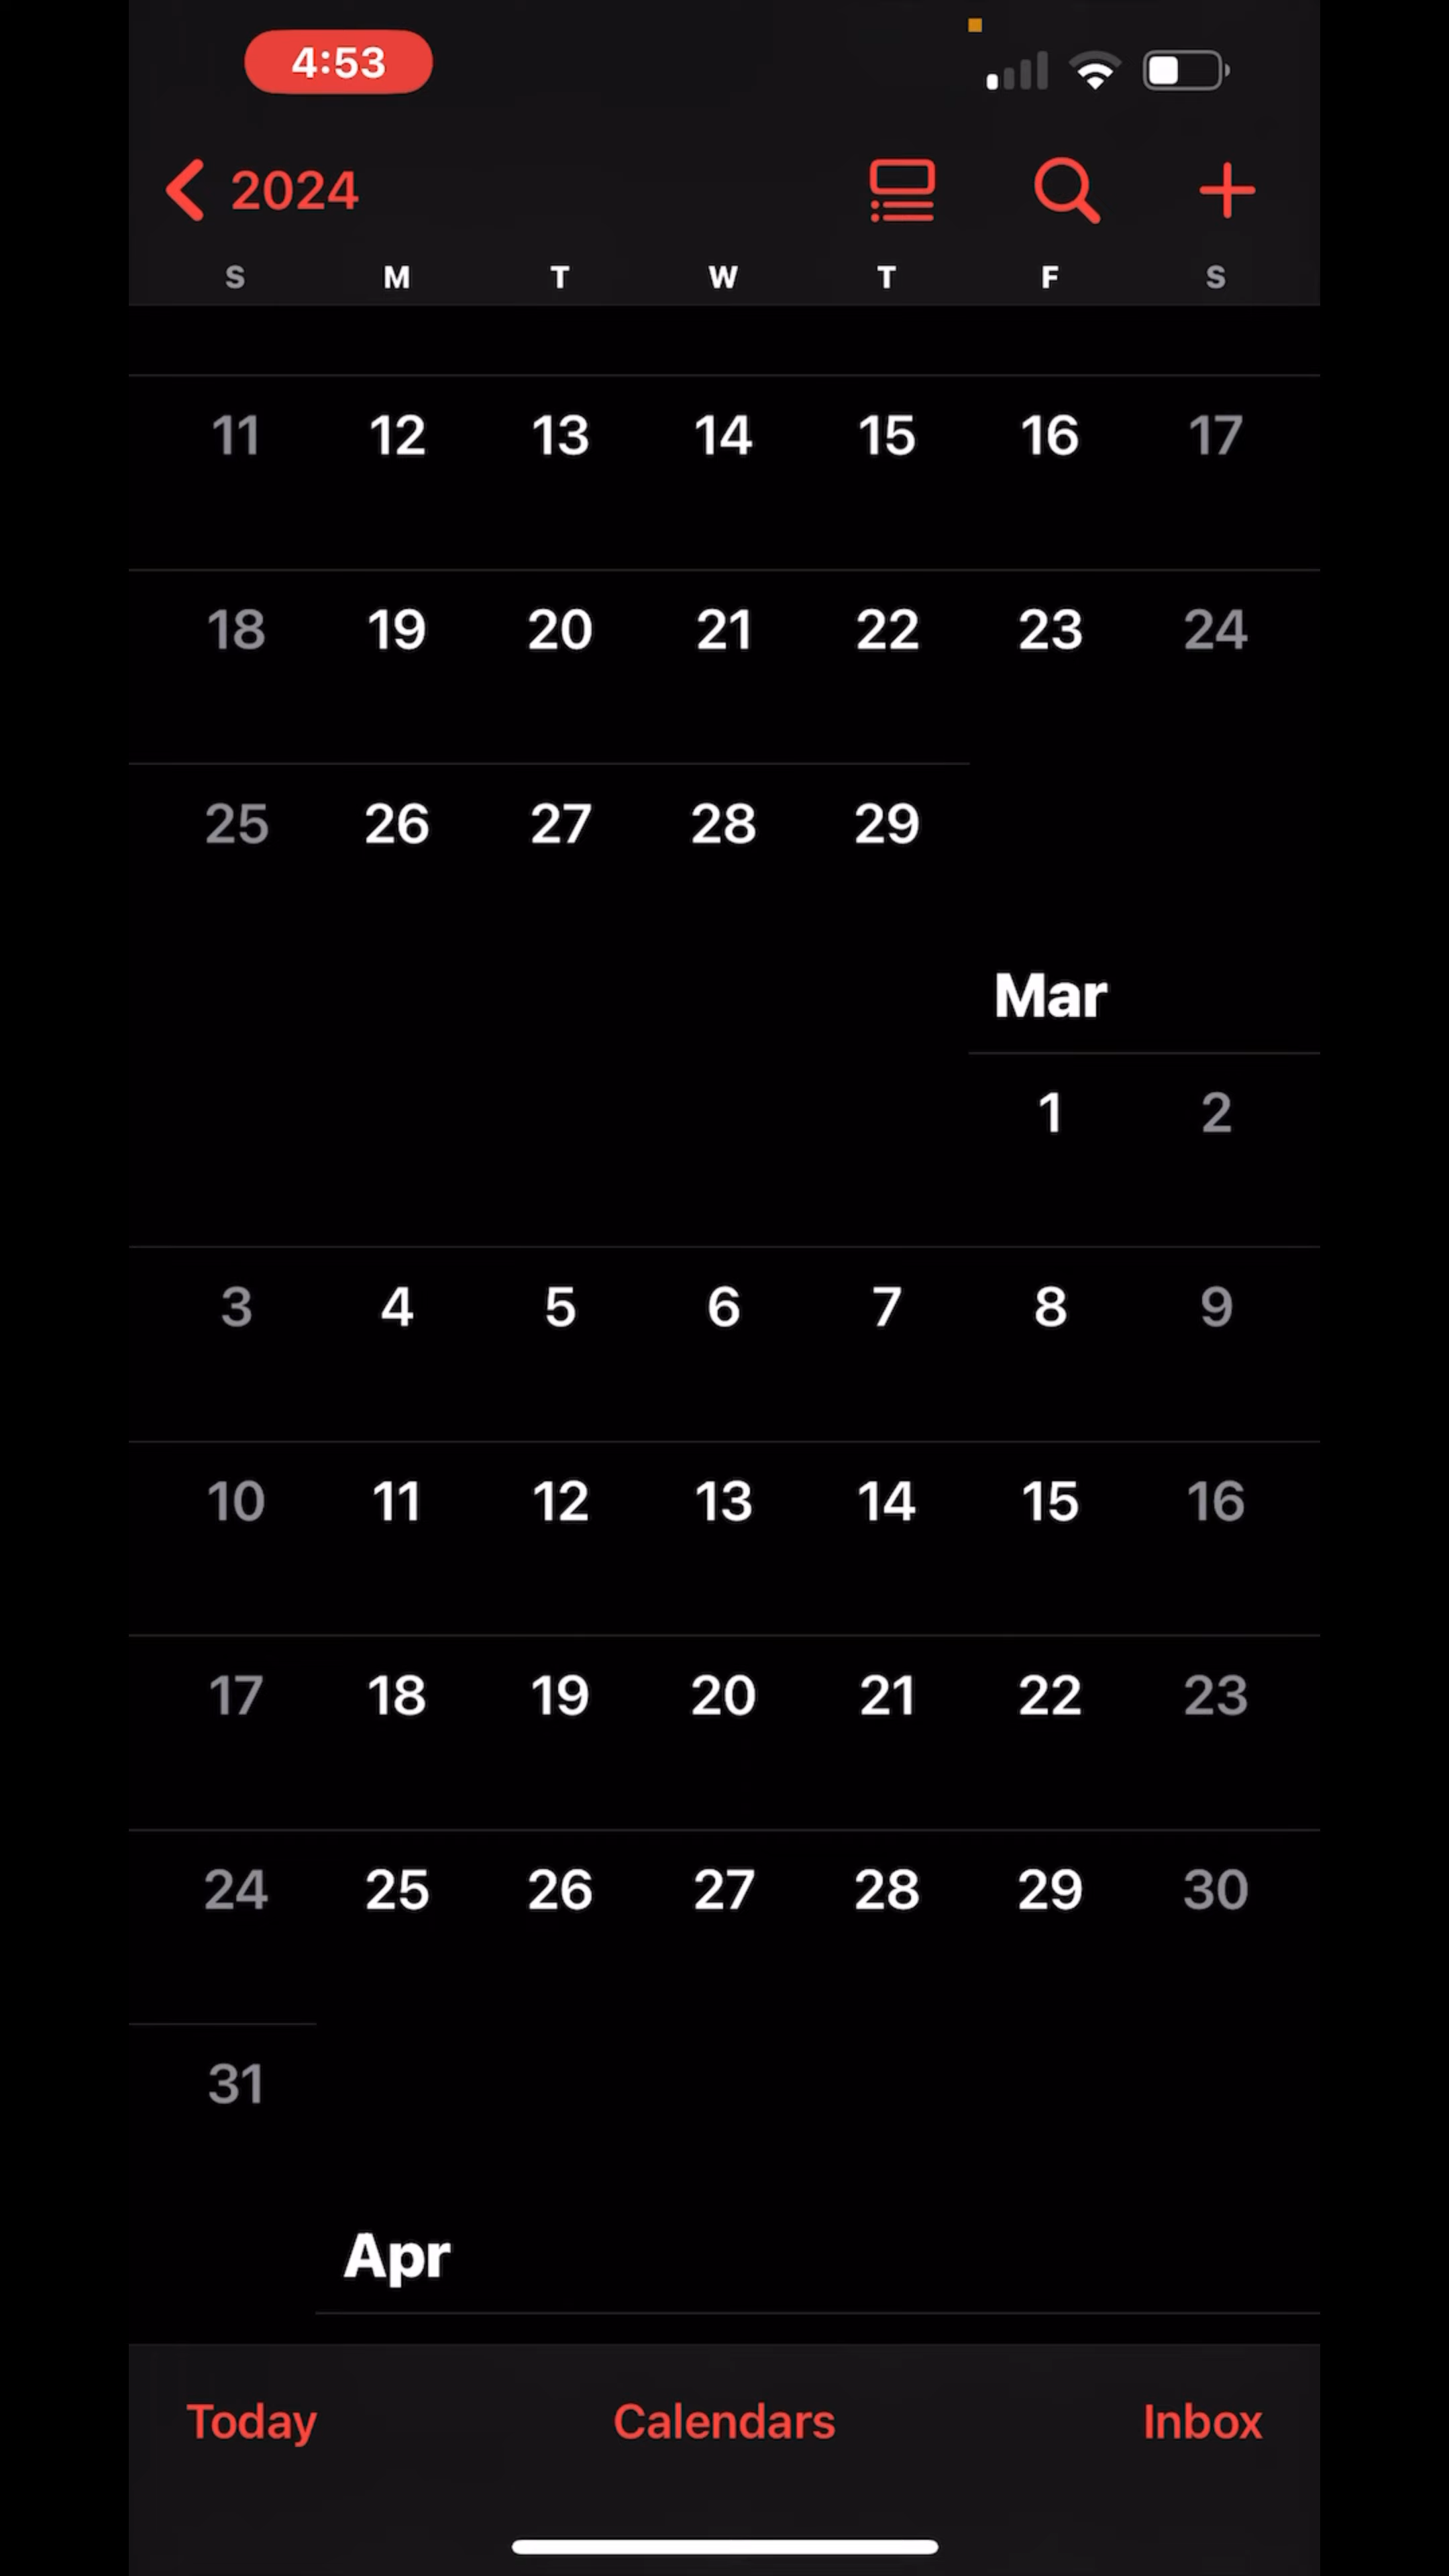 4:53
2024
S M T W T F S
11 12 13 14 15 16 17
18 19 20 21 22 23 24
25 26 27 28 29
Mar
1 2
3 4 5 6 7 8 9
10 11 12 13 14 15 16
17 18 19 20 21 22 23
24 25 26 27 28 29 30
31
Apr
Today Calendars Inbox